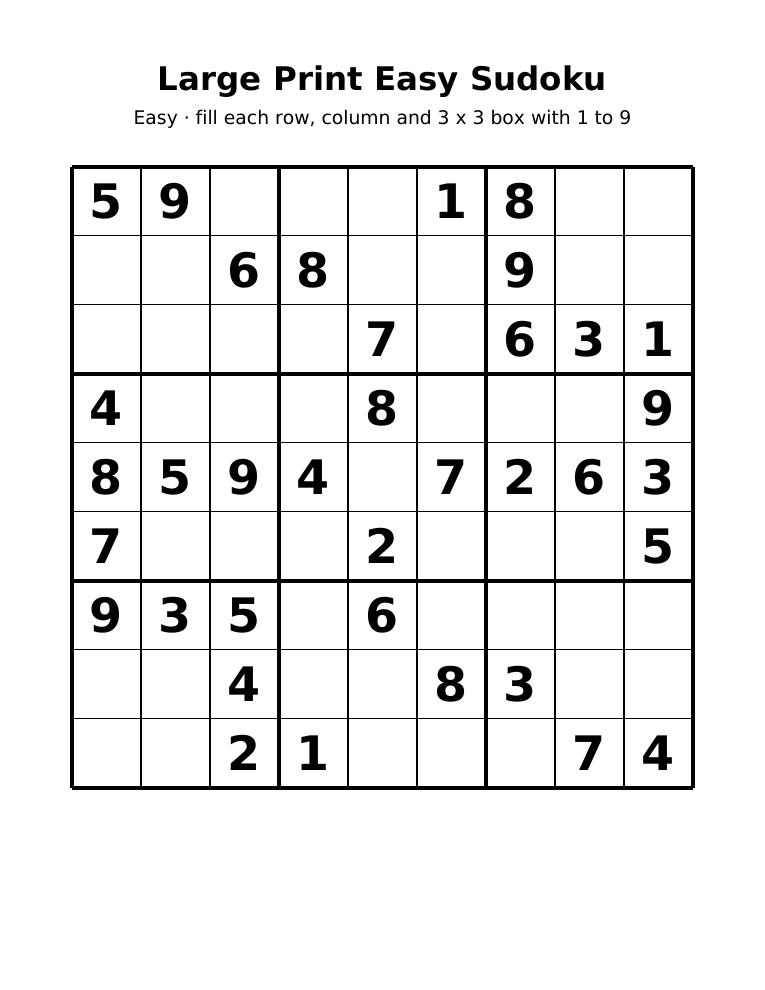 Large Print Easy Sudoku
Easy · fill each row, column and 3 x 3 box with 1 to 9
5 9 1 8
6 8 9
7 6 3 1
4 8 9
8 5 9 4 7 2 6 3
7 2 5
9 3 5 6
4 8 3
2 1 7 4